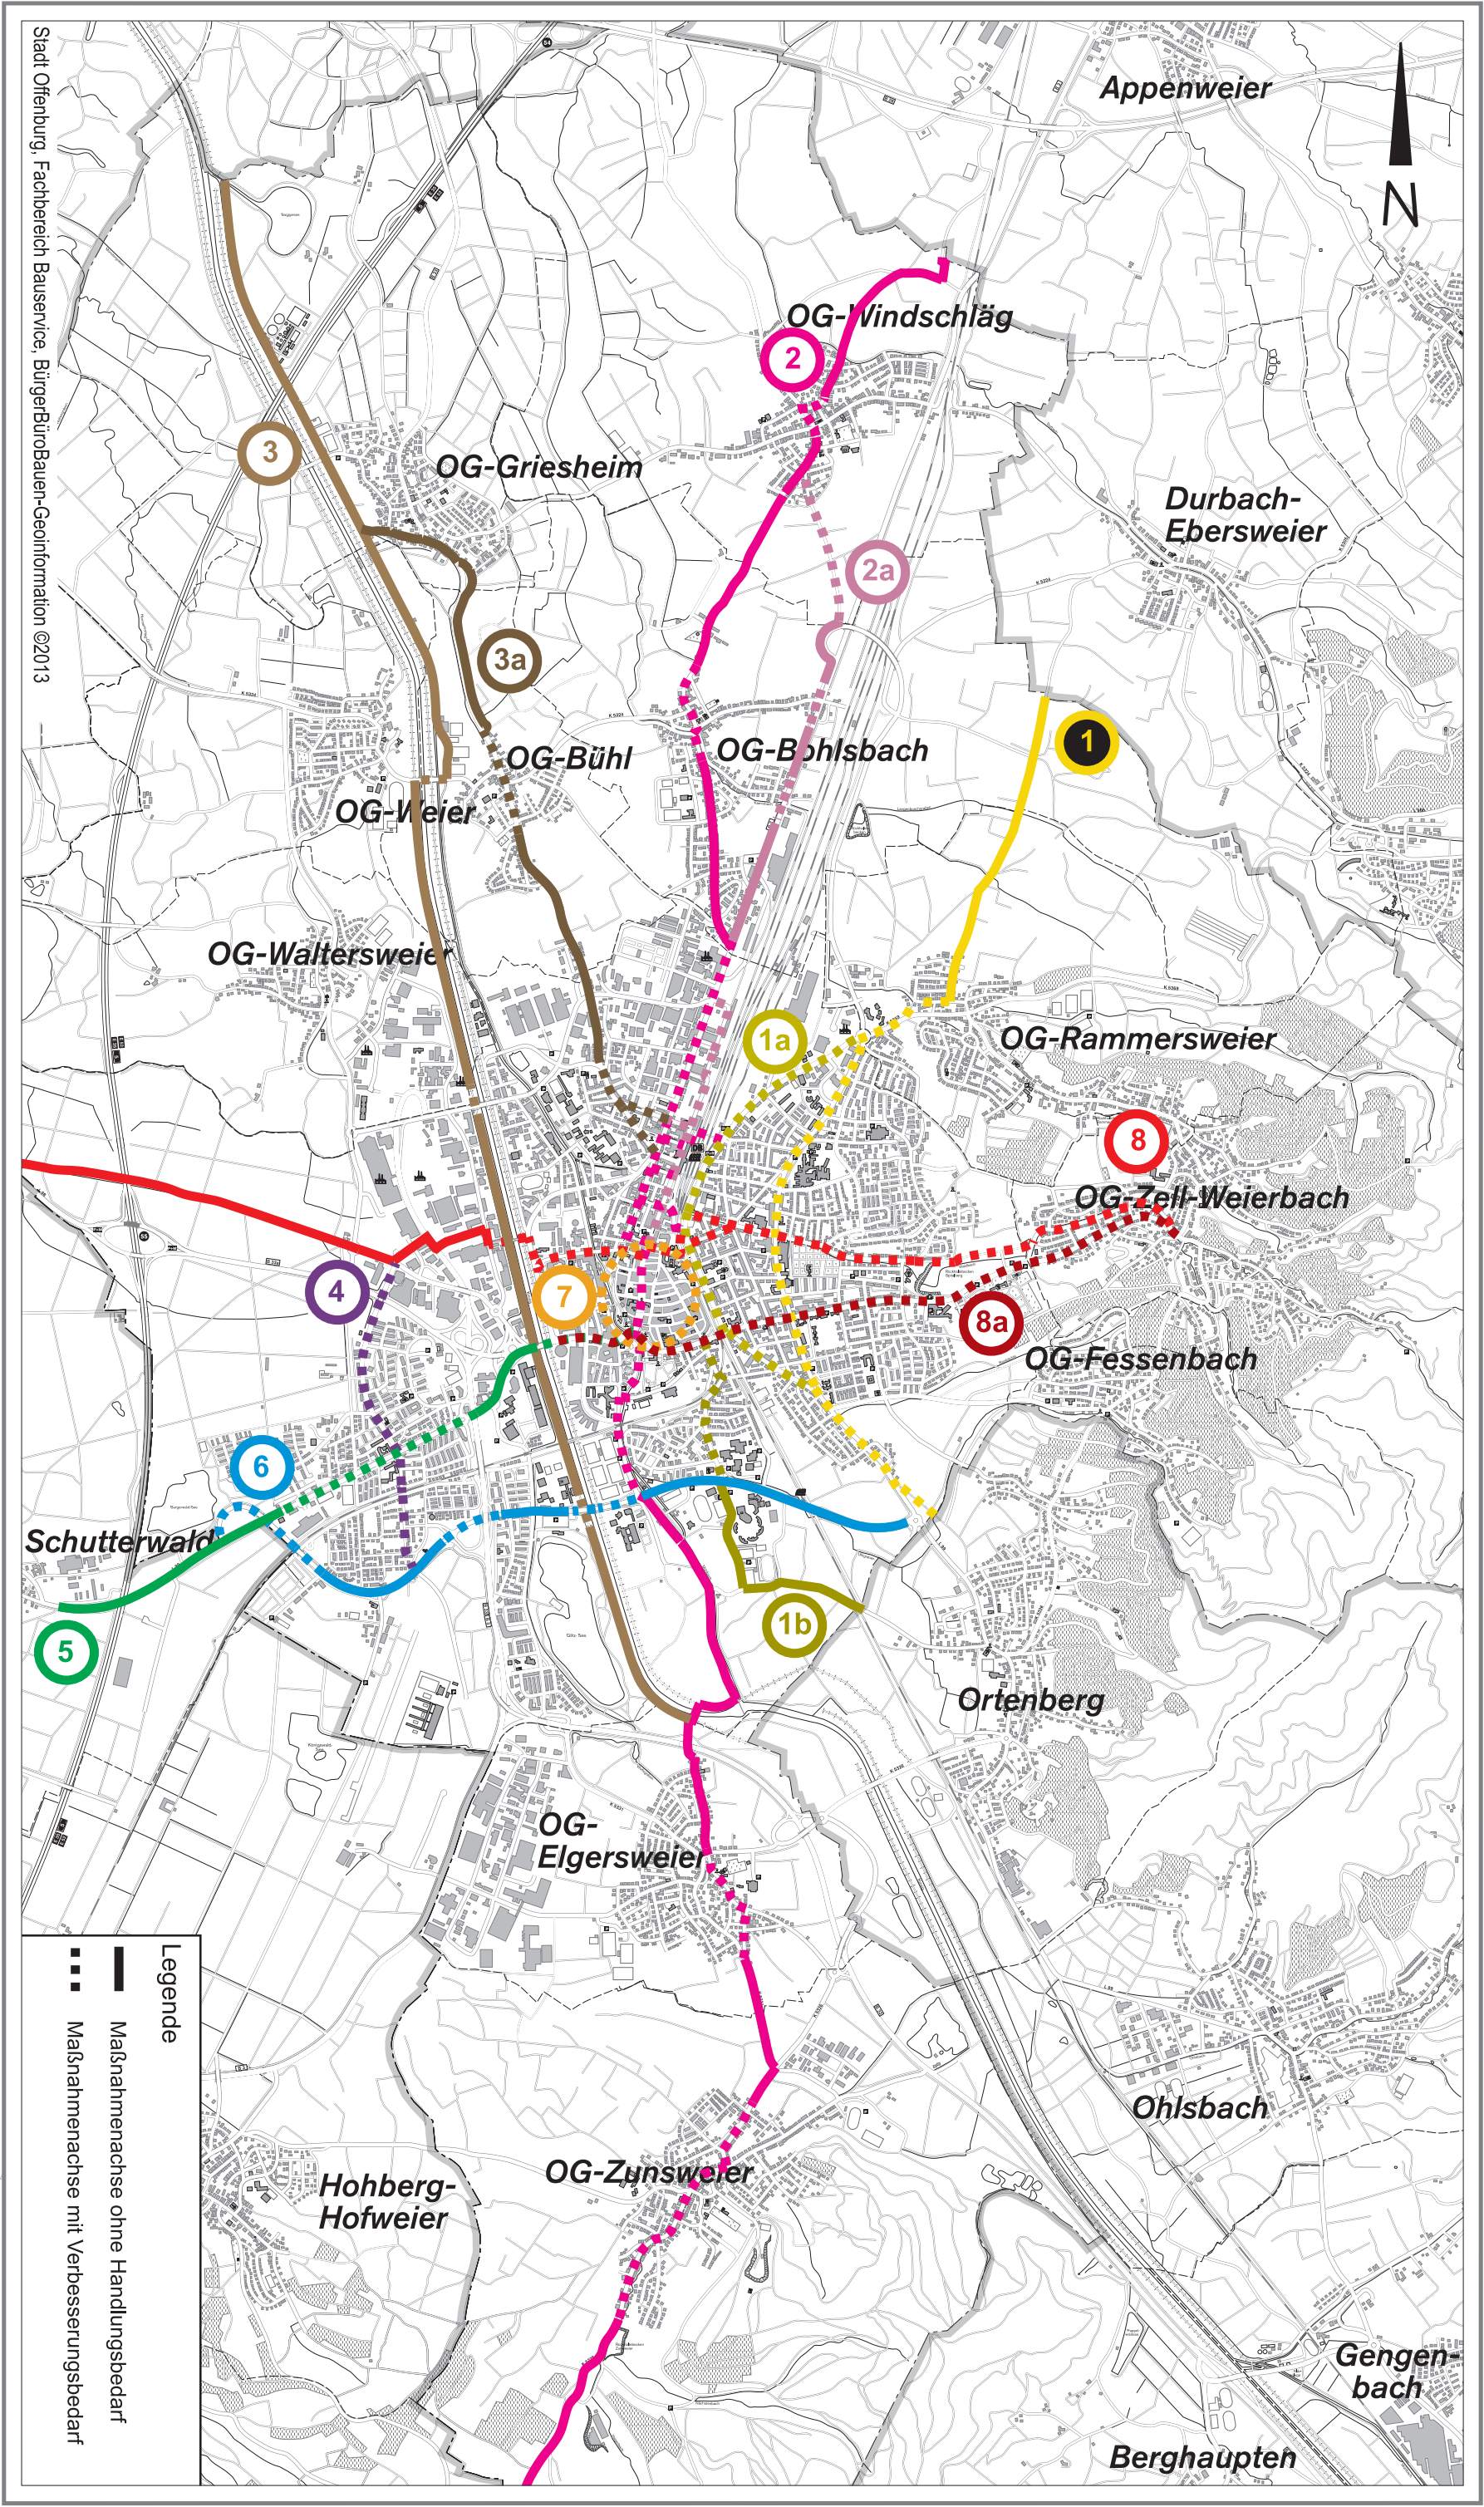 Appenweier
N
OG-Windschläg
2
3
OG-Griesheim
Durbach-
Ebersweier
2a
3a
1
OG-Bühl
OG-Bohlsbach
OG-Weier
OG-Waltersweier
1a
OG-Rammersweier
8
OG-Zell-Weierbach
4
7
8a
OG-Fessenbach
6
Schutterwald
5
1b
Ortenberg
OG-
Elgersweier
Ohlsbach
OG-Zunsweier
Hohberg-
Hofweier
Gengen-
bach
Berghaupten
Legende
Maßnahmenachse ohne Handlungsbedarf
Maßnahmenachse mit Verbesserungsbedarf
Stadt Offenburg, Fachbereich Bauservice, BürgerBüroBauen-Geoinformation ©2013